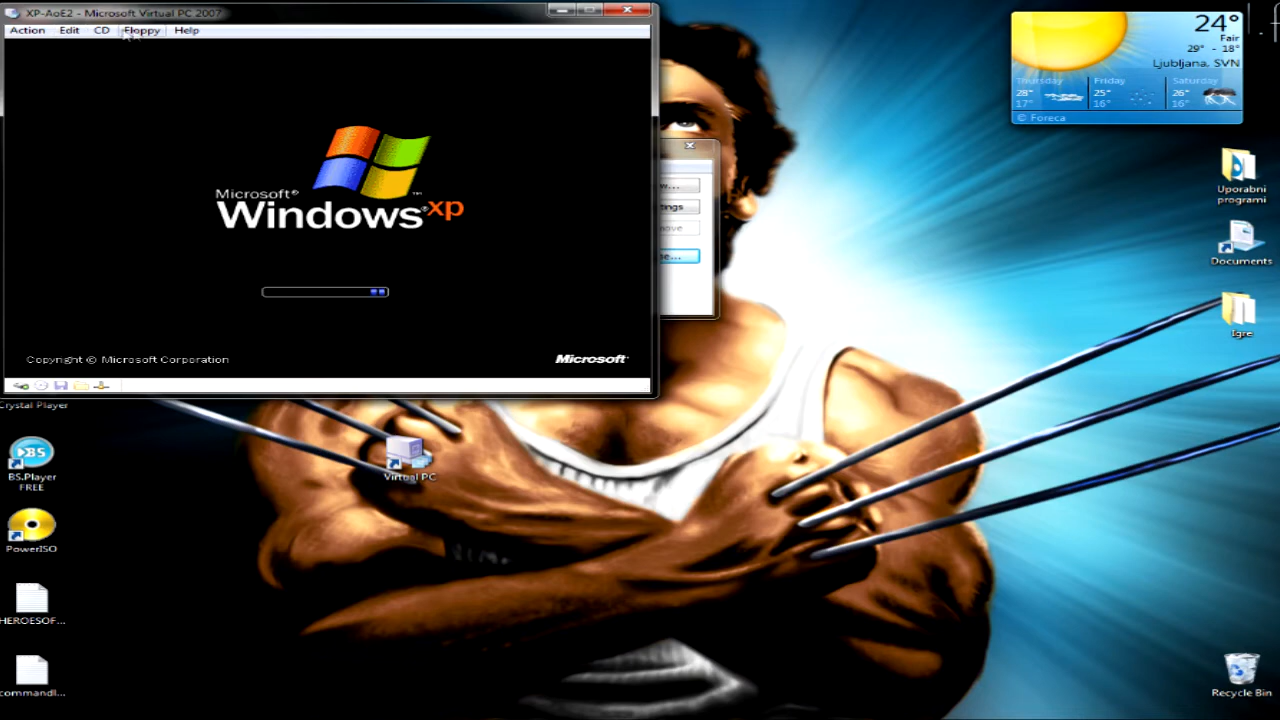 XP-AoE2 - Microsoft Virtual PC 2007
Action Edit CD Floppy Help
Microsoft®
Windows® xp
™
Copyright © Microsoft Corporation
Microsoft®
24°
Fair
29° - 18°
Ljubljana, SVN
Thursday Friday Saturday
28° 25° 26°
17° 16° 16°
© Foreca
Uporabni
programi
Documents
Igre
Crystal Player
BS
BS.Player
FREE
Virtual PC
PowerISO
HEROESOF...
commandl...
Recycle Bin